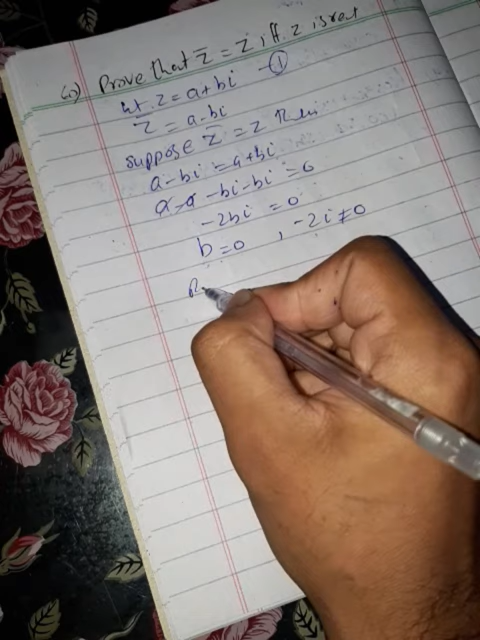 (ii) Prove that z̅ = z, iff z is real
let z = a+bi —①
z̅ = a-bi
suppose z̅ = z then
a-bi = a+bi
a-a-bi-bi = 0
-2bi = 0
b=0 , -2i≠0